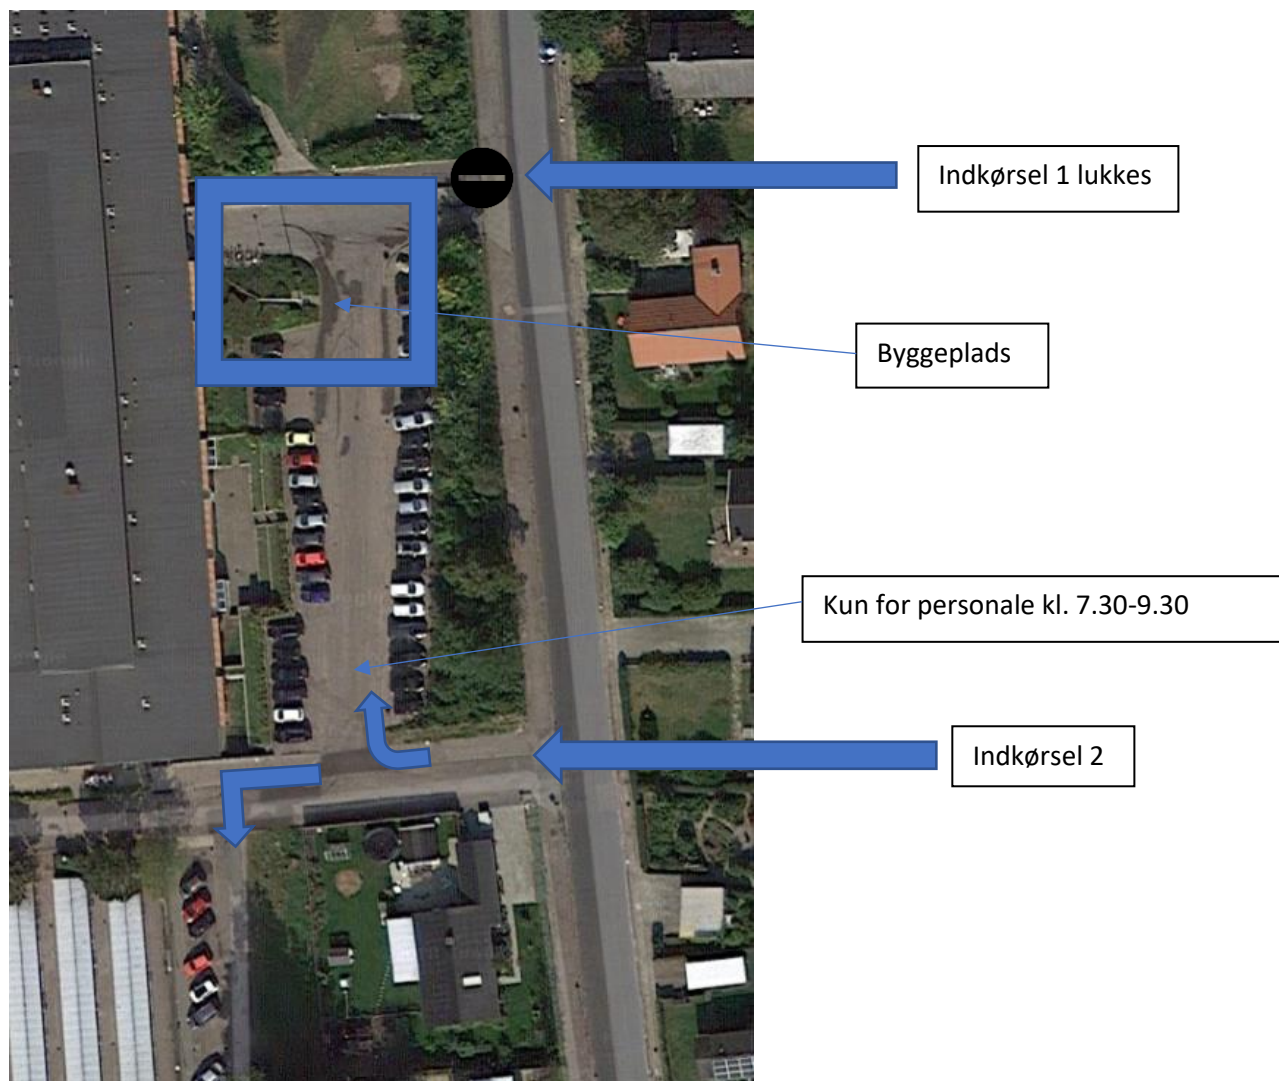 Indkørsel 1 lukkes
Byggeplads
Kun for personale kl. 7.30-9.30
Indkørsel 2